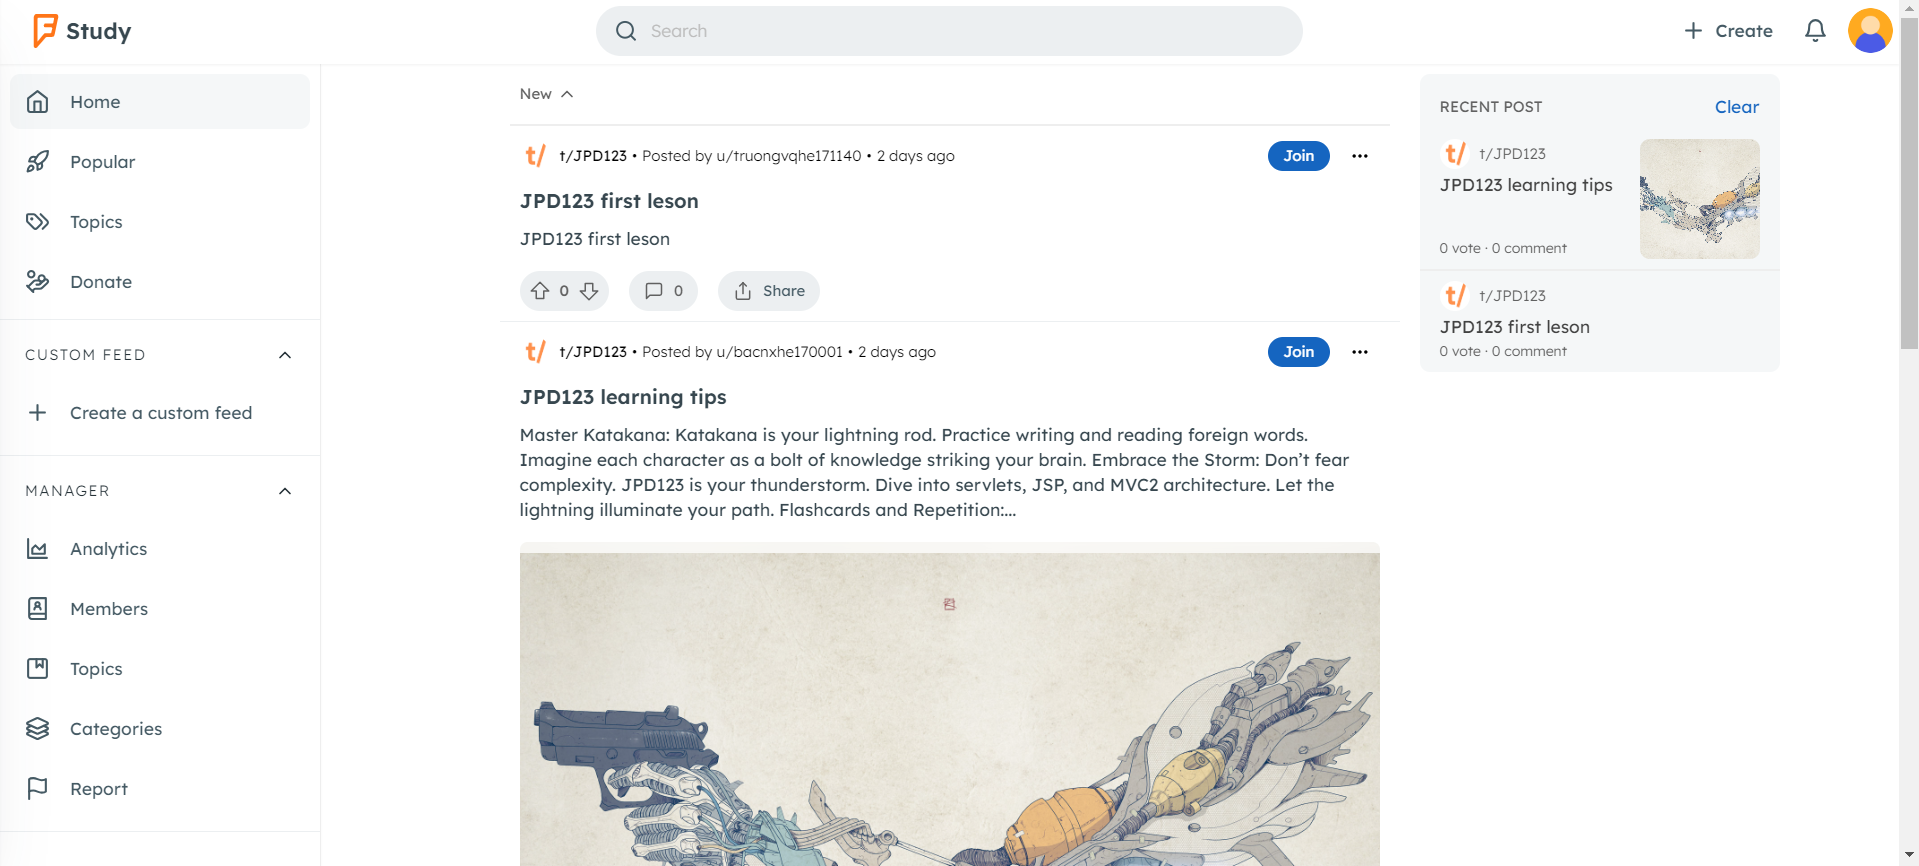 Study
Search
Create
Home
Popular
Topics
Donate
CUSTOM FEED
Create a custom feed
MANAGER
Analytics
Members
Topics
Categories
Report
New
t/ t/JPD123 • Posted by u/truongvqhe171140 • 2 days ago
Join
JPD123 first leson
JPD123 first leson
0
0
Share
t/ t/JPD123 • Posted by u/bacnxhe170001 • 2 days ago
Join
JPD123 learning tips
Master Katakana: Katakana is your lightning rod. Practice writing and reading foreign words.
Imagine each character as a bolt of knowledge striking your brain. Embrace the Storm: Don’t fear
complexity. JPD123 is your thunderstorm. Dive into servlets, JSP, and MVC2 architecture. Let the
lightning illuminate your path. Flashcards and Repetition:...
RECENT POST
Clear
t/ t/JPD123
JPD123 learning tips
0 vote · 0 comment
t/ t/JPD123
JPD123 first leson
0 vote · 0 comment